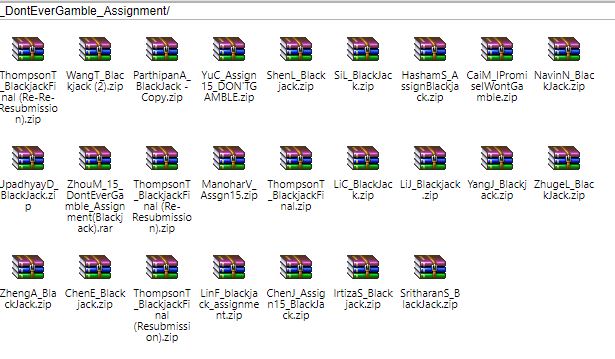 _DontEverGamble_Assignment/
ThompsonT_BlackjackFinal (Re-Re-Resubmission).zip
WangT_Blackjack (2).zip
ParthipanA_BlackJack - Copy.zip
YuC_Assign15_DON'TGAMBLE.zip
ShenL_Blackjack.zip
SiL_BlackJack.zip
HashamS_AssignBlackjack.zip
CaiM_IPromiseIWontGamble.zip
NavinN_BlackJack.zip
UpadhyayD_BlackJack.zip
ZhouM_15_DontEverGamble_Assignment(Blackjack).rar
ThompsonT_BlackjackFinal (Re-Resubmission).zip
ManoharV_Assgn15.zip
ThompsonT_BlackjackFinal.zip
LiC_BlackJack.zip
LiJ_Blackjack.zip
YangJ_Blackjack.zip
ZhugeL_BlackJack.zip
ZhengA_BlackJack.zip
ChenE_Blackjack.zip
ThompsonT_BlackjackFinal (Resubmission).zip
LinF_blackjack_assignment.zip
ChenJ_Assign15_BlackJack.zip
IrtizaS_Blackjack.zip
SritharanS_BlackJack.zip